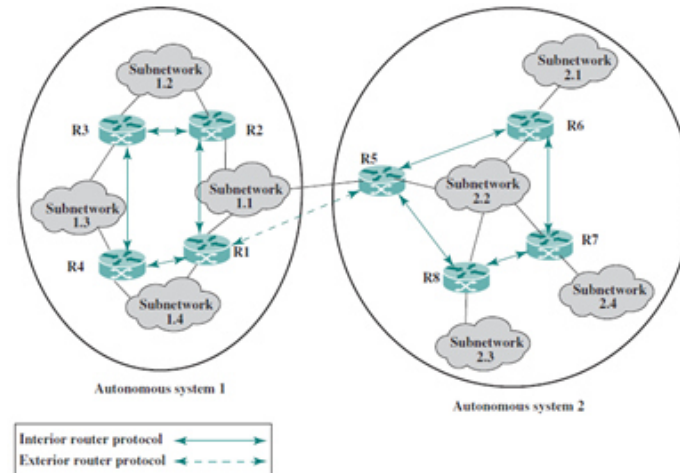 Subnetwork
2.1
Subnetwork
1.2
R3
R2
R6
R5
Subnetwork
1.1
Subnetwork
2.2
Subnetwork
1.3
R4
R1
R7
R8
Subnetwork
1.4
Subnetwork
2.4
Subnetwork
2.3
Autonomous system 1
Autonomous system 2
Interior router protocol
Exterior router protocol